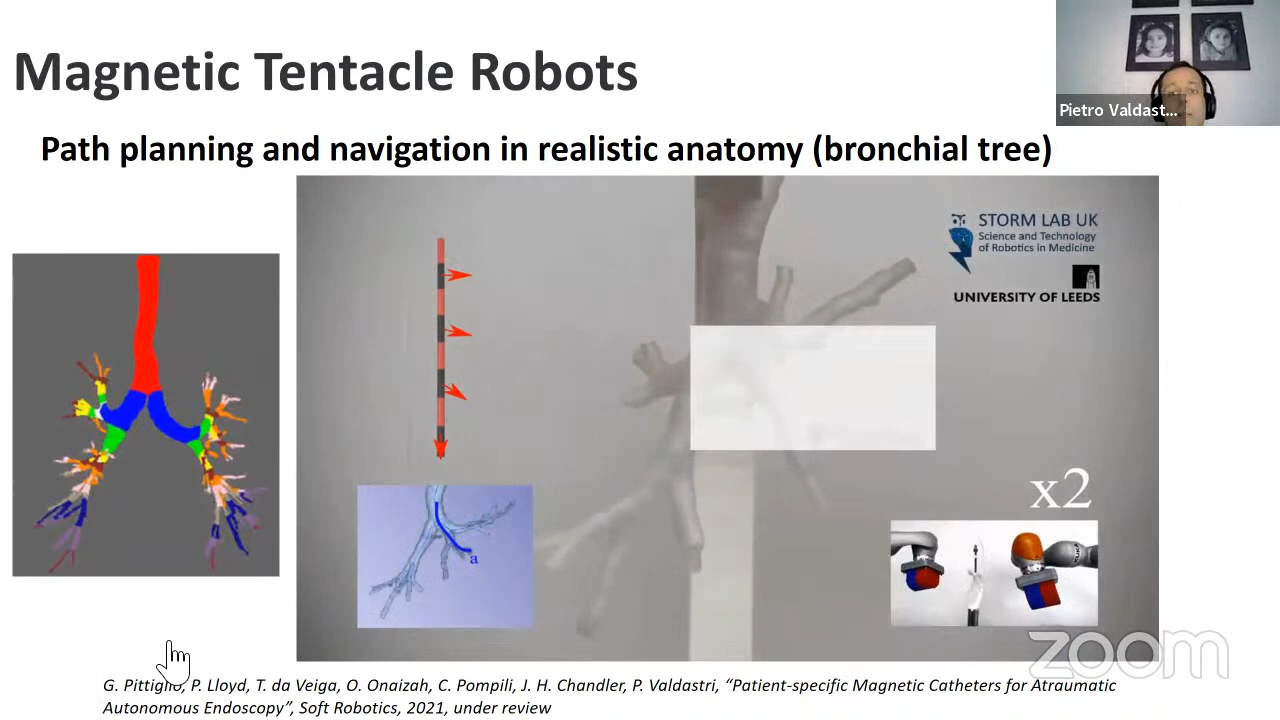 Magnetic Tentacle Robots
Pietro Valdast...
Path planning and navigation in realistic anatomy (bronchial tree)
STORM LAB UK
Science and Technology
of Robotics in Medicine
UNIVERSITY OF LEEDS
x2
a
zoom
G. Pittiglio, P. Lloyd, T. da Veiga, O. Onaizah, C. Pompili, J. H. Chandler, P. Valdastri, “Patient-specific Magnetic Catheters for Atraumatic
Autonomous Endoscopy”, Soft Robotics, 2021, under review